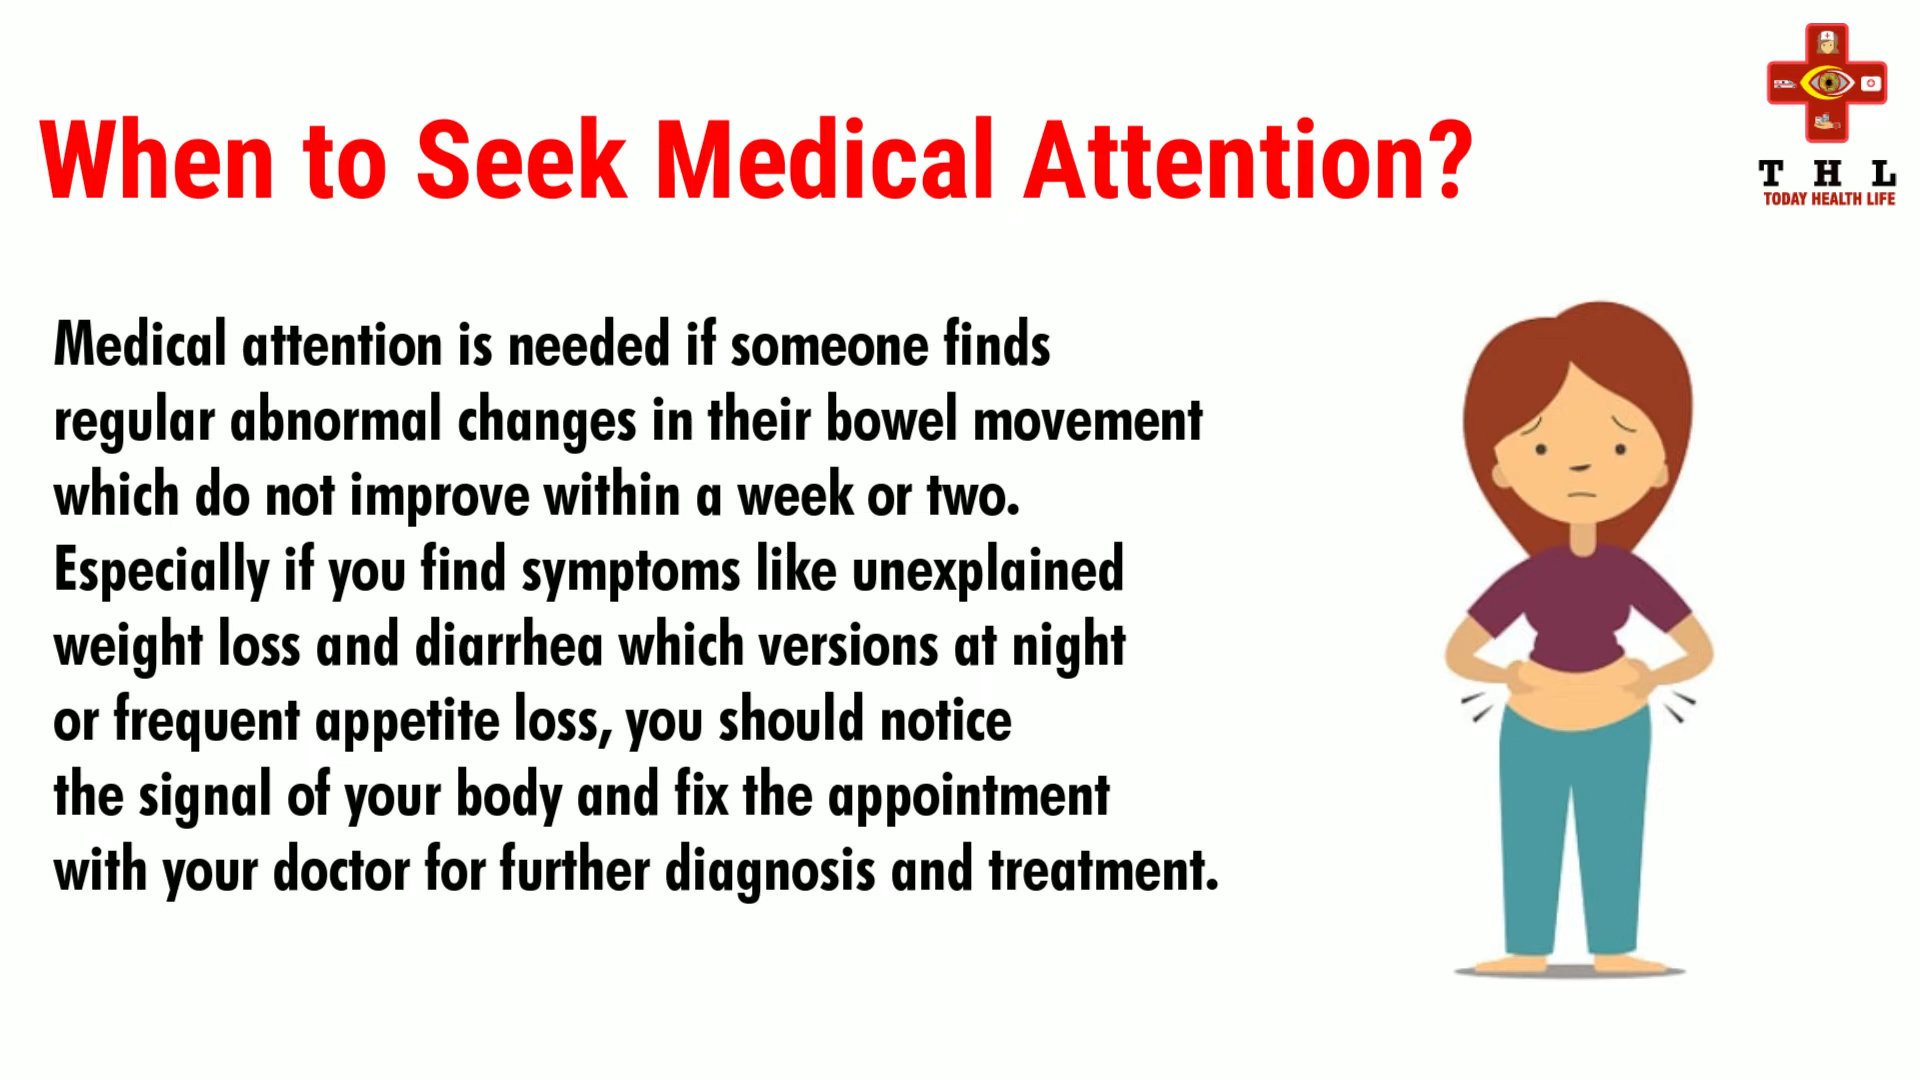 When to Seek Medical Attention?
T H L
TODAY HEALTH LIFE
Medical attention is needed if someone finds
regular abnormal changes in their bowel movement
which do not improve within a week or two.
Especially if you find symptoms like unexplained
weight loss and diarrhea which versions at night
or frequent appetite loss, you should notice
the signal of your body and fix the appointment
with your doctor for further diagnosis and treatment.